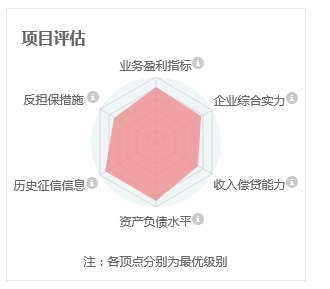 项目评估
业务盈利指标
反担保措施
企业综合实力
历史征信信息
收入偿贷能力
资产负债水平
注：各顶点分别为最优级别